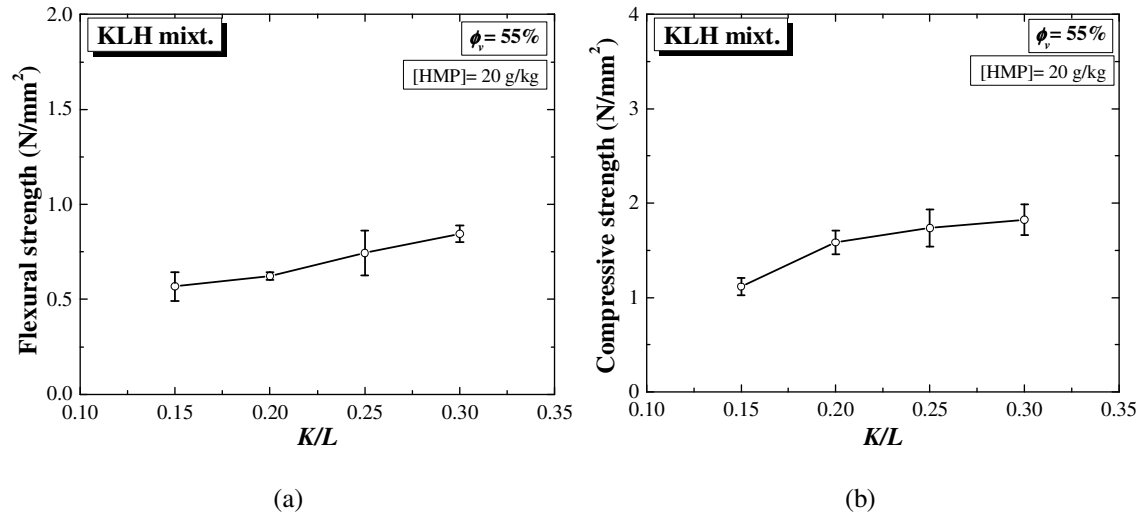 KLH mixt.
ϕv = 55%
[HMP]= 20 g/kg
Flexural strength (N/mm²)
2.0
1.5
1.0
0.5
0.0
0.10 0.15 0.20 0.25 0.30 0.35
K/L
(a)
KLH mixt.
ϕv = 55%
[HMP]= 20 g/kg
Compressive strength (N/mm²)
4
3
2
1
0
0.10 0.15 0.20 0.25 0.30 0.35
K/L
(b)